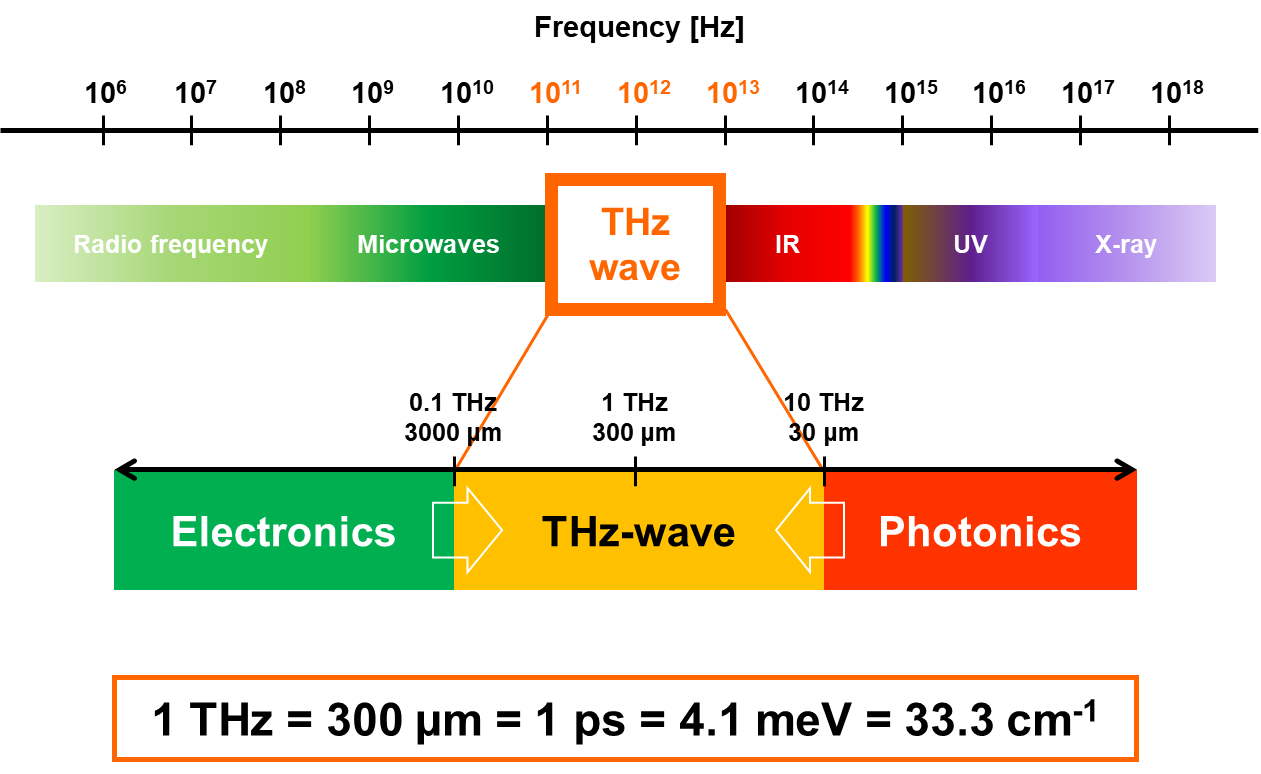 Frequency [Hz]
10⁶ 10⁷ 10⁸ 10⁹ 10¹⁰ 10¹¹ 10¹² 10¹³ 10¹⁴ 10¹⁵ 10¹⁶ 10¹⁷ 10¹⁸
Radio frequency Microwaves THz wave IR UV X-ray
0.1 THz 1 THz 10 THz
3000 µm 300 µm 30 µm
Electronics THz-wave Photonics
1 THz = 300 µm = 1 ps = 4.1 meV = 33.3 cm⁻¹